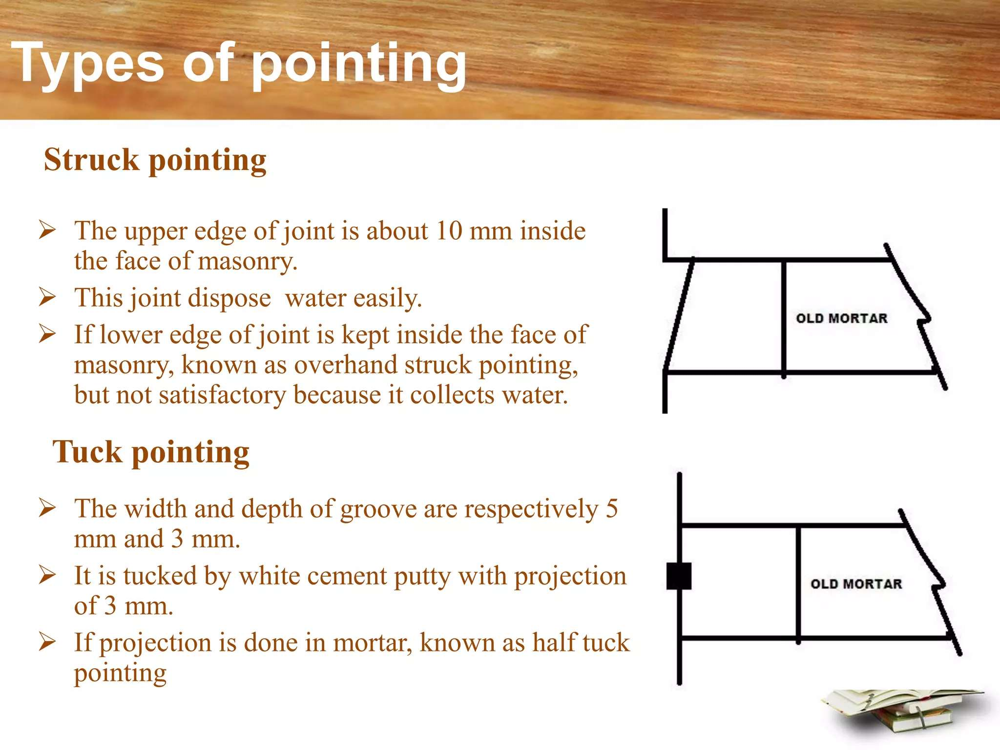 Types of pointing
Struck pointing
➢ The upper edge of joint is about 10 mm inside
the face of masonry.
➢ This joint dispose  water easily.
➢ If lower edge of joint is kept inside the face of
masonry, known as overhand struck pointing,
but not satisfactory because it collects water.
OLD MORTAR
Tuck pointing
➢ The width and depth of groove are respectively 5
mm and 3 mm.
➢ It is tucked by white cement putty with projection
of 3 mm.
➢ If projection is done in mortar, known as half tuck
pointing
OLD MORTAR